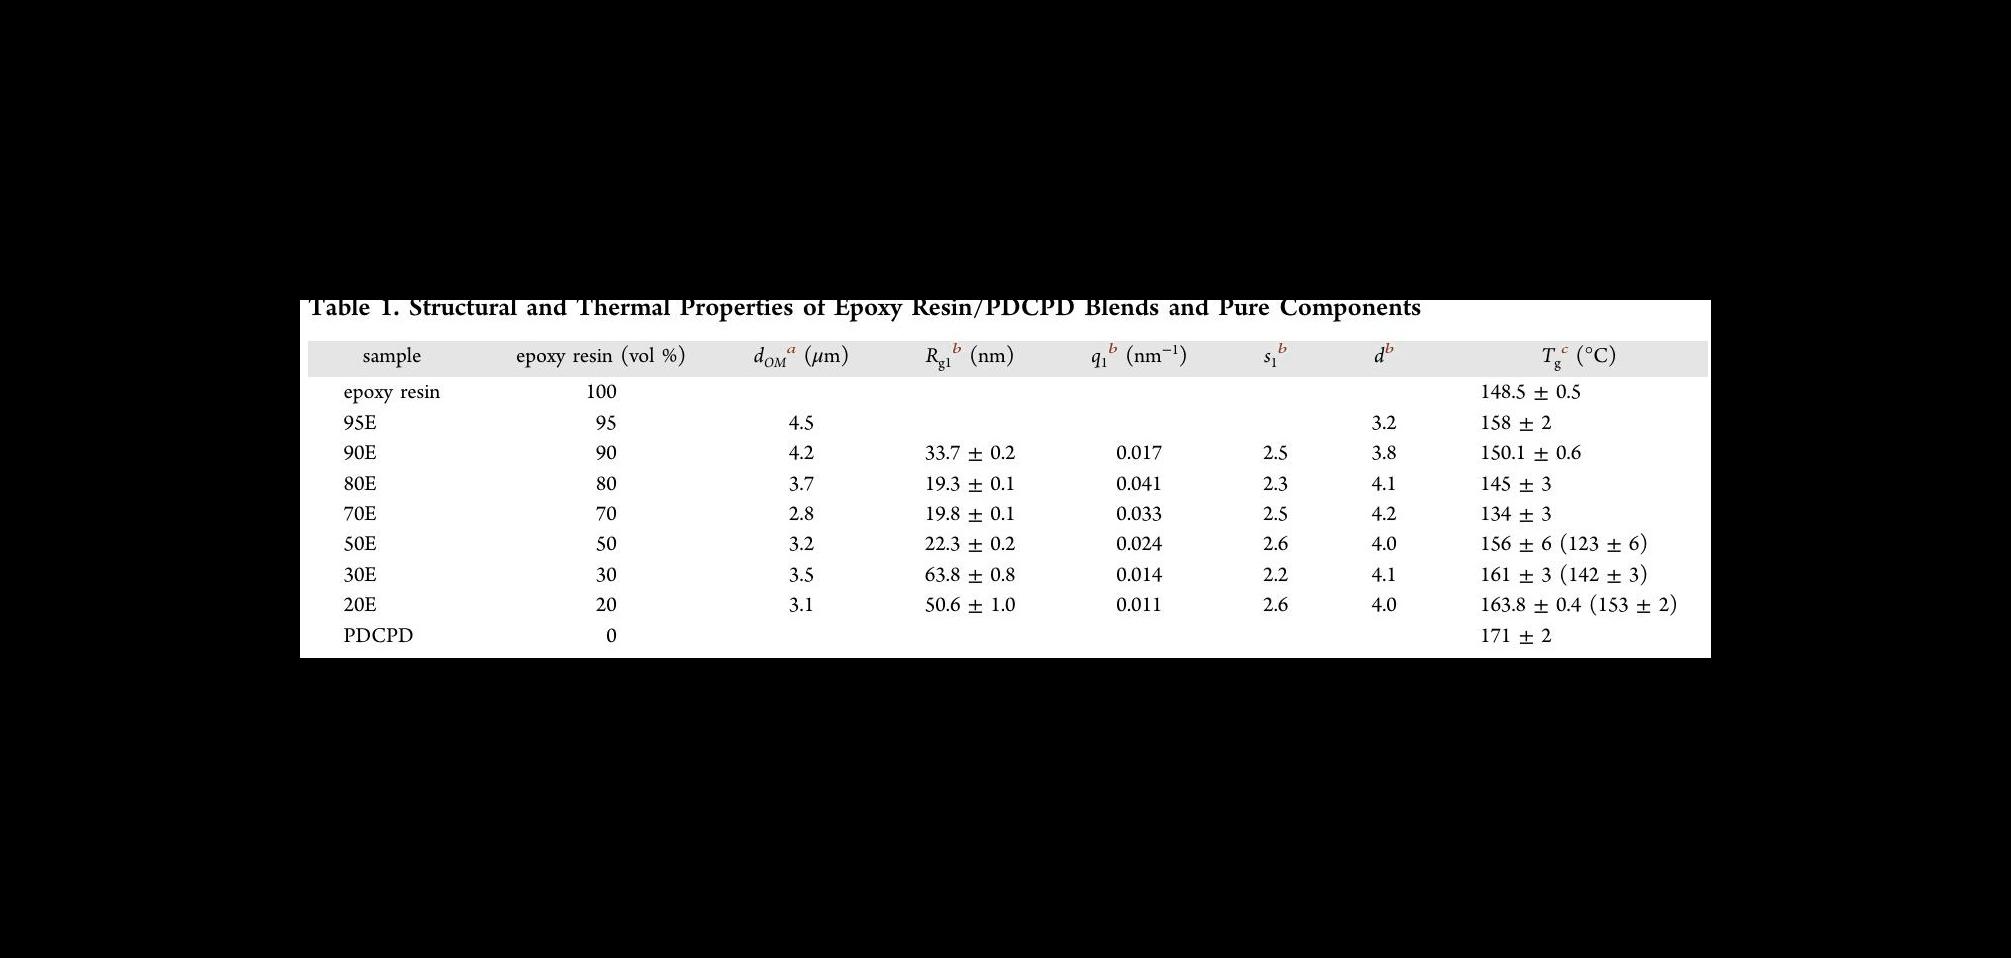 Table 1. Structural and Thermal Properties of Epoxy Resin/PDCPD Blends and Pure Components
sample epoxy resin (vol %) dOMᵃ (μm) Rg1ᵇ (nm) q1ᵇ (nm⁻¹) s1ᵇ dᵇ Tgᶜ (°C)
epoxy resin 100 148.5 ± 0.5
95E 95 4.5 3.2 158 ± 2
90E 90 4.2 33.7 ± 0.2 0.017 2.5 3.8 150.1 ± 0.6
80E 80 3.7 19.3 ± 0.1 0.041 2.3 4.1 145 ± 3
70E 70 2.8 19.8 ± 0.1 0.033 2.5 4.2 134 ± 3
50E 50 3.2 22.3 ± 0.2 0.024 2.6 4.0 156 ± 6 (123 ± 6)
30E 30 3.5 63.8 ± 0.8 0.014 2.2 4.1 161 ± 3 (142 ± 3)
20E 20 3.1 50.6 ± 1.0 0.011 2.6 4.0 163.8 ± 0.4 (153 ± 2)
PDCPD 0 171 ± 2